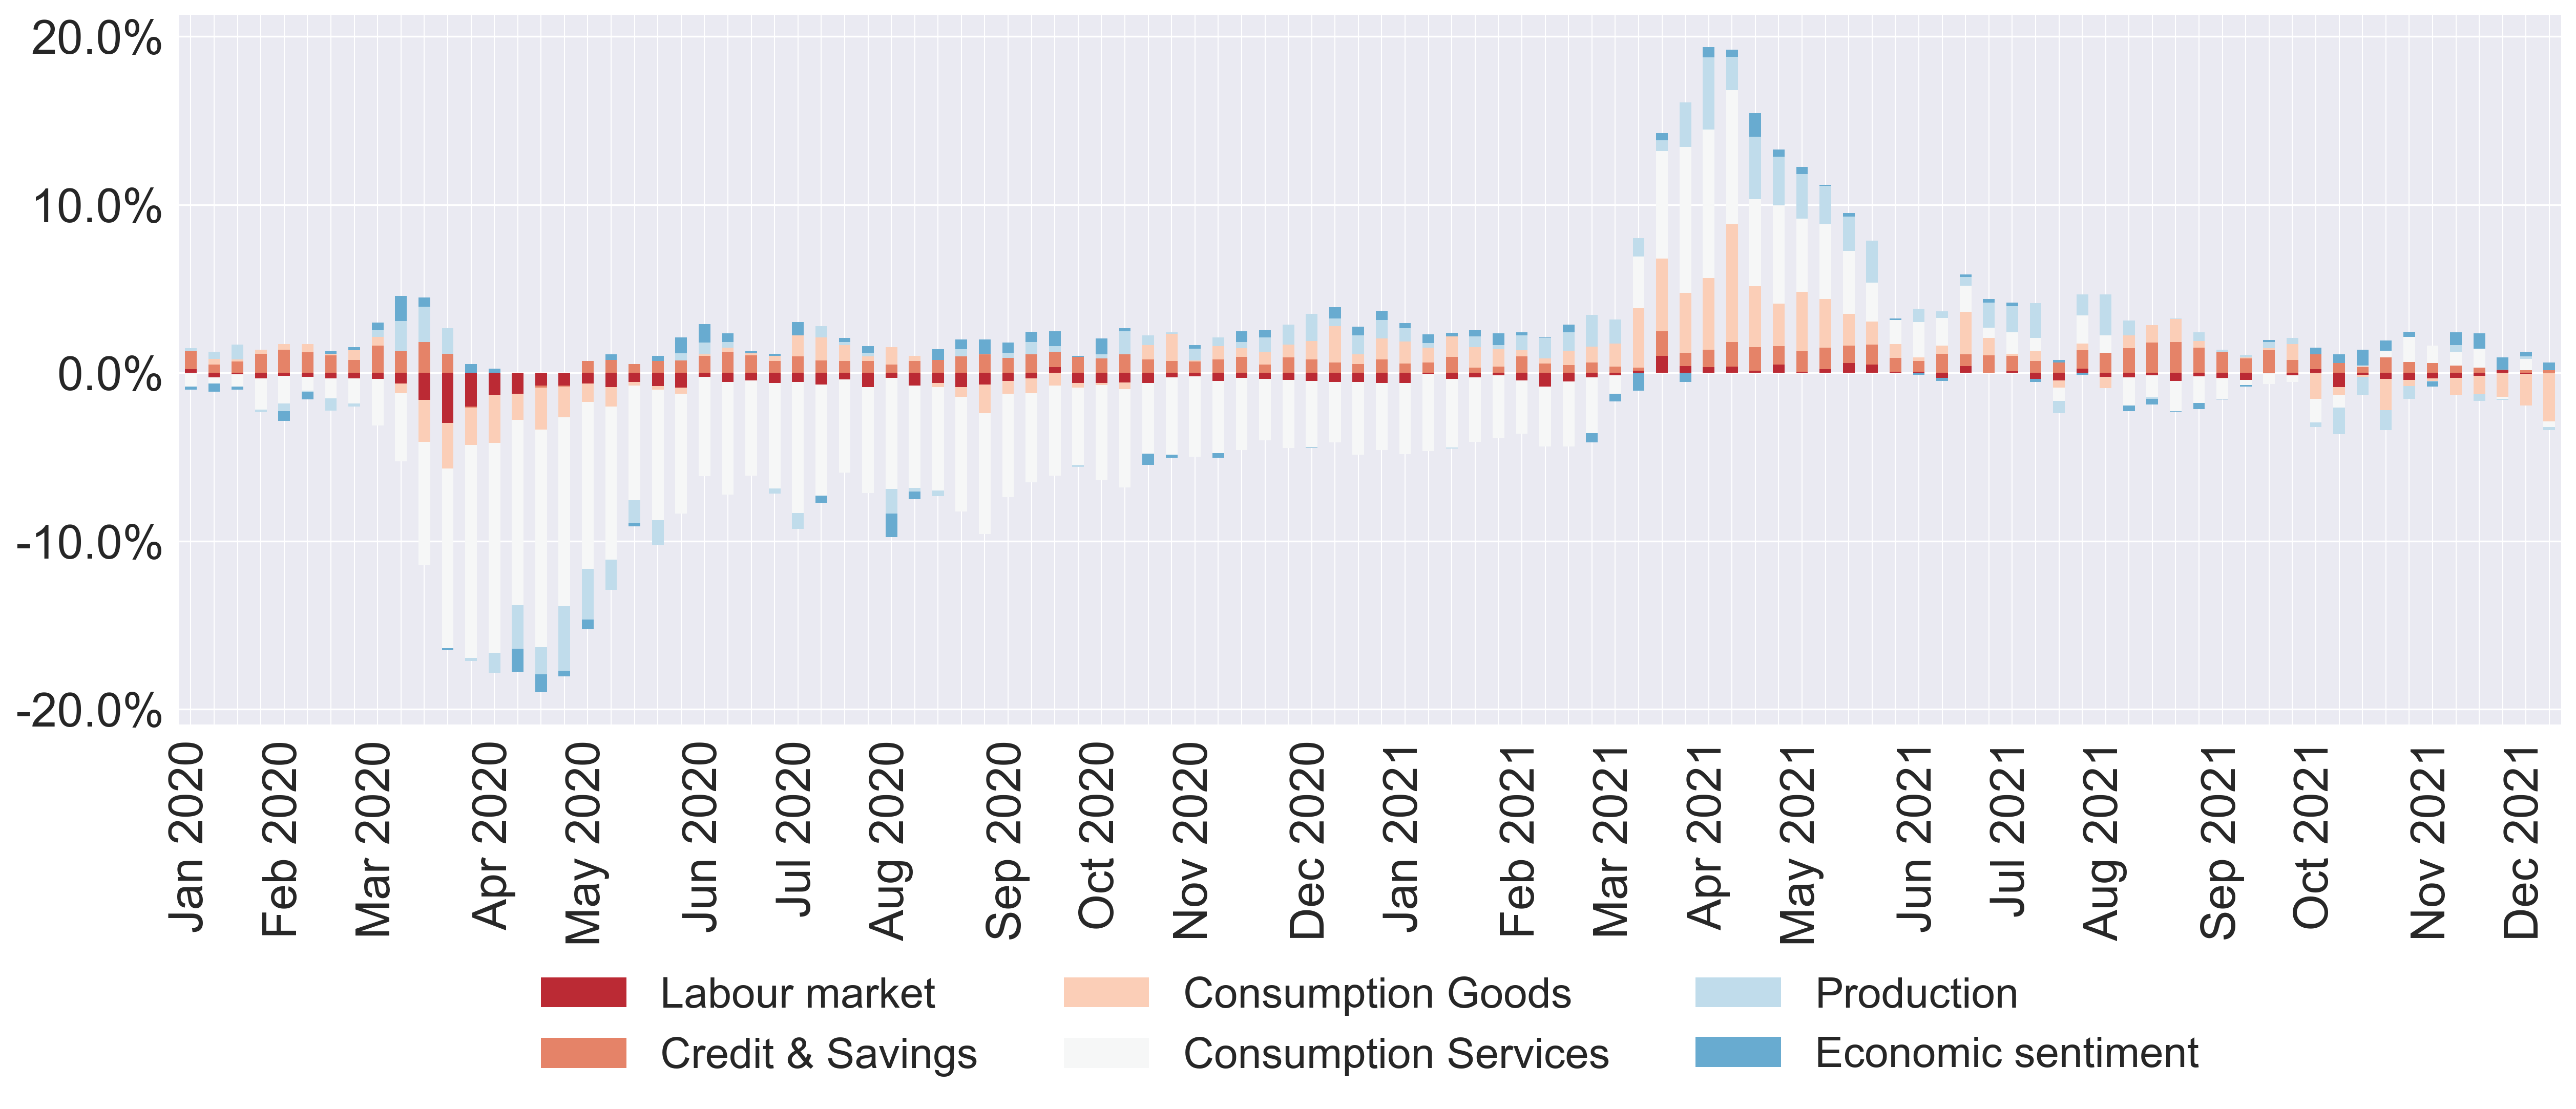 20.0%
10.0%
0.0%
-10.0%
-20.0%
Jan 2020
Feb 2020
Mar 2020
Apr 2020
May 2020
Jun 2020
Jul 2020
Aug 2020
Sep 2020
Oct 2020
Nov 2020
Dec 2020
Jan 2021
Feb 2021
Mar 2021
Apr 2021
May 2021
Jun 2021
Jul 2021
Aug 2021
Sep 2021
Oct 2021
Nov 2021
Dec 2021
Labour market
Consumption Goods
Production
Credit & Savings
Consumption Services
Economic sentiment